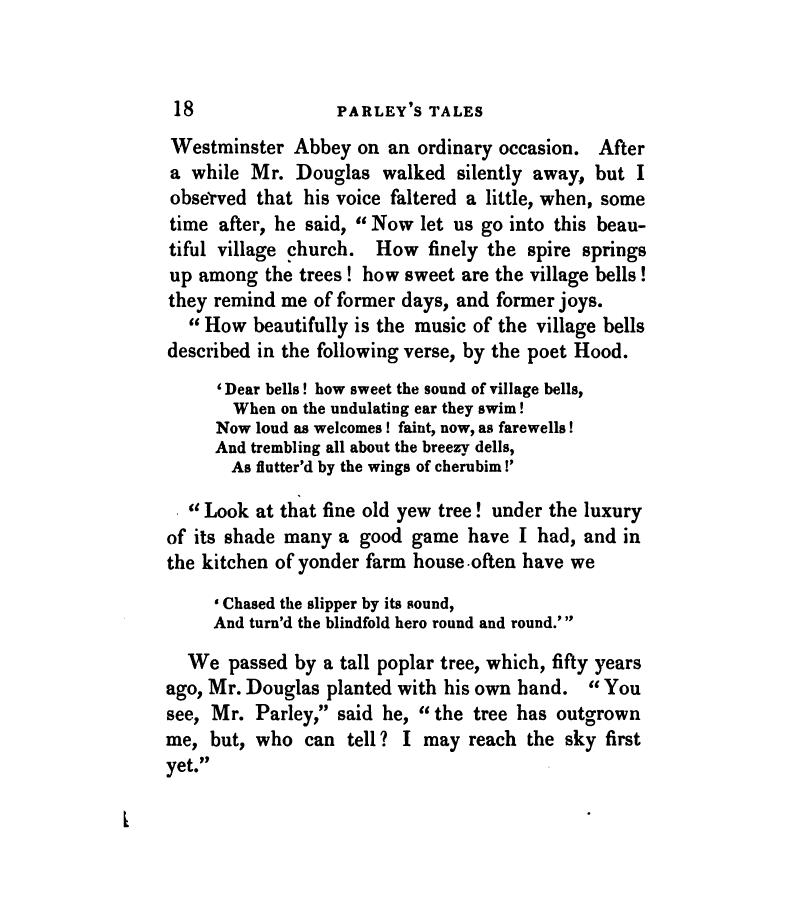 18 PARLEY'S TALES
Westminster Abbey on an ordinary occasion. After
a while Mr. Douglas walked silently away, but I
observed that his voice faltered a little, when, some
time after, he said, “Now let us go into this beau-
tiful village church. How finely the spire springs
up among the trees! how sweet are the village bells!
they remind me of former days, and former joys.
“How beautifully is the music of the village bells
described in the following verse, by the poet Hood.
‘Dear bells! how sweet the sound of village bells,
When on the undulating ear they swim!
Now loud as welcomes! faint, now, as farewells!
And trembling all about the breezy dells,
As flutter'd by the wings of cherubim!’
“Look at that fine old yew tree! under the luxury
of its shade many a good game have I had, and in
the kitchen of yonder farm house often have we
‘Chased the slipper by its sound,
And turn'd the blindfold hero round and round.’”
We passed by a tall poplar tree, which, fifty years
ago, Mr. Douglas planted with his own hand. “You
see, Mr. Parley,” said he, “the tree has outgrown
me, but, who can tell? I may reach the sky first
yet.”